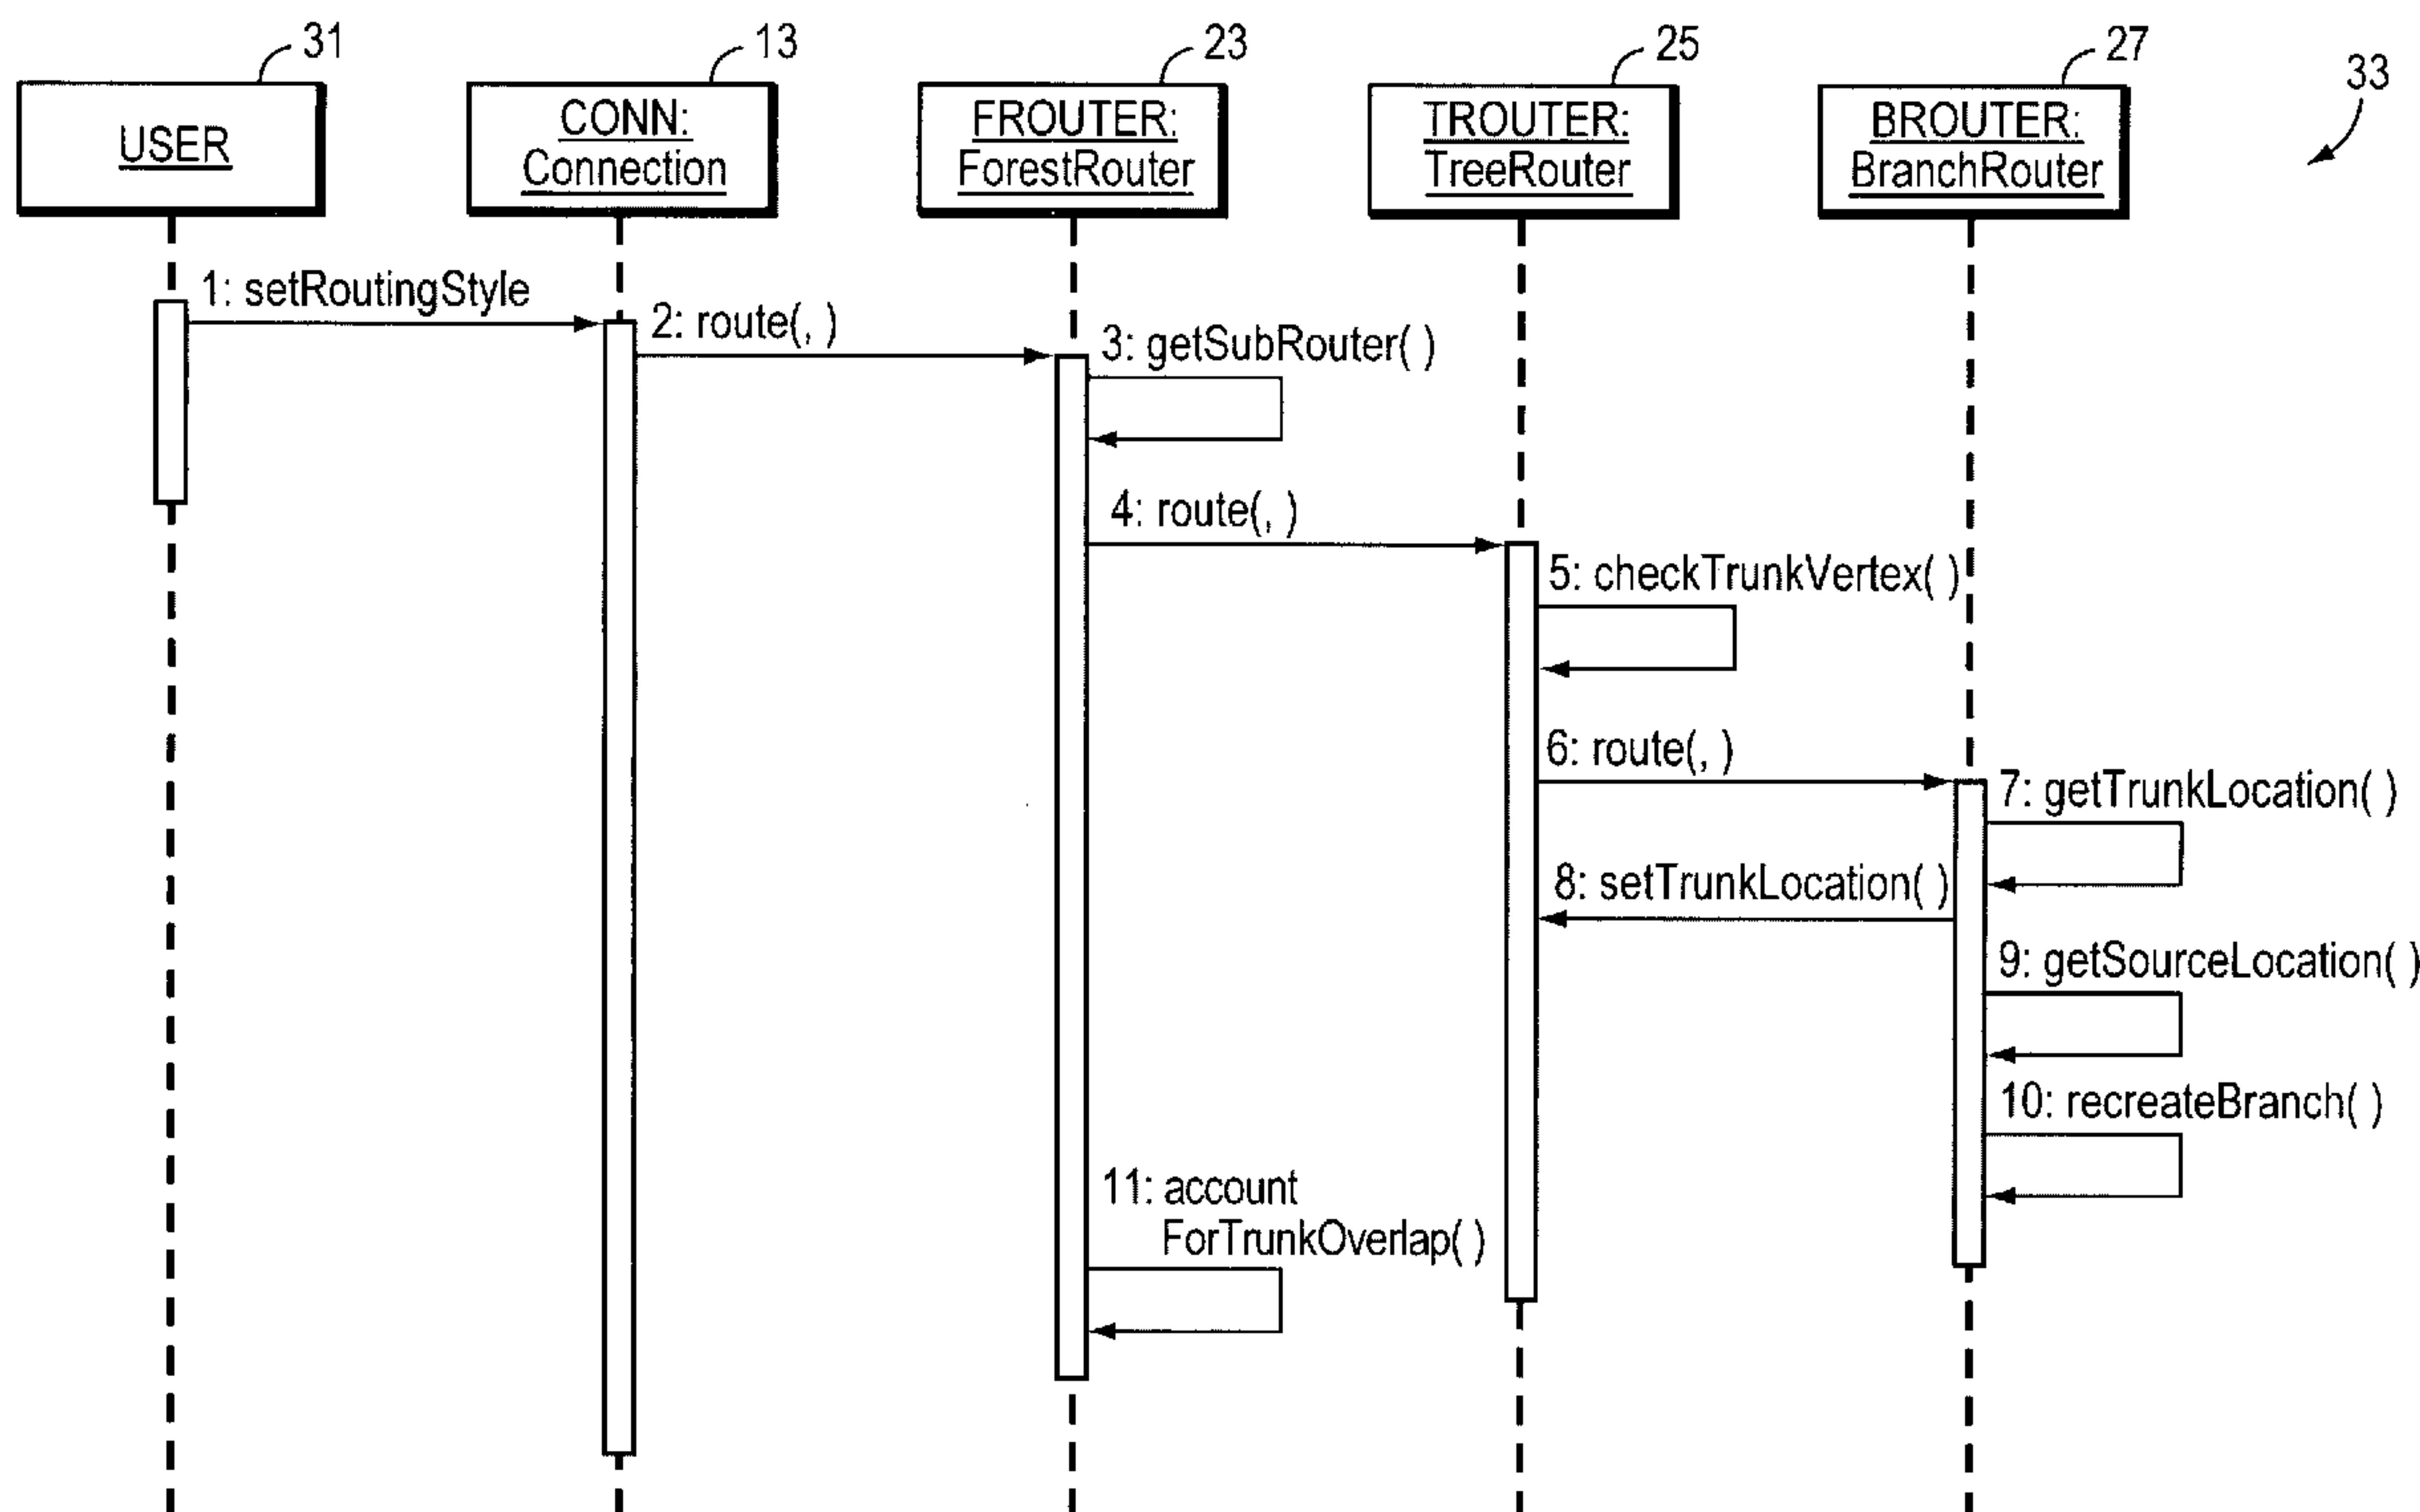 31
13
23
25
27
33
USER
CONN:
Connection
FROUTER:
ForestRouter
TROUTER:
TreeRouter
BROUTER:
BranchRouter
1: setRoutingStyle
2: route(, )
3: getSubRouter( )
4: route(, )
5: checkTrunkVertex( )
6: route(, )
7: getTrunkLocation( )
8: setTrunkLocation( )
9: getSourceLocation( )
10: recreateBranch( )
11: account
ForTrunkOverlap( )